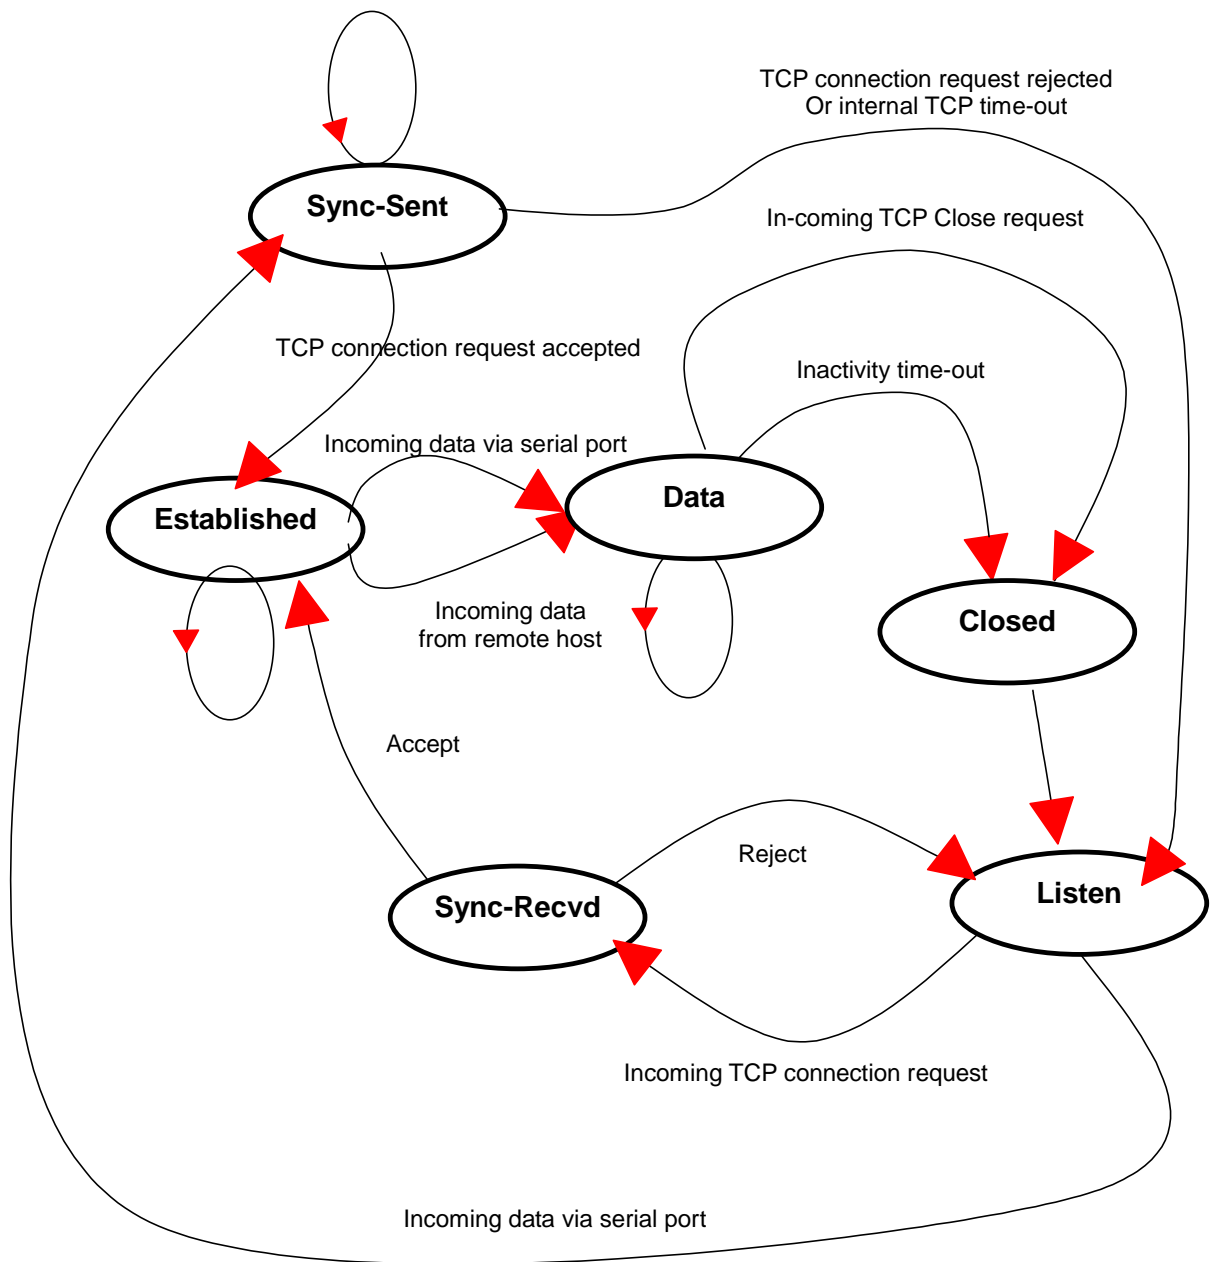 TCP connection request rejected
Or internal TCP time-out
Sync-Sent
In-coming TCP Close request
TCP connection request accepted
Inactivity time-out
Incoming data via serial port
Data
Established
Incoming data
from remote host
Closed
Accept
Reject
Listen
Sync-Recvd
Incoming TCP connection request
Incoming data via serial port